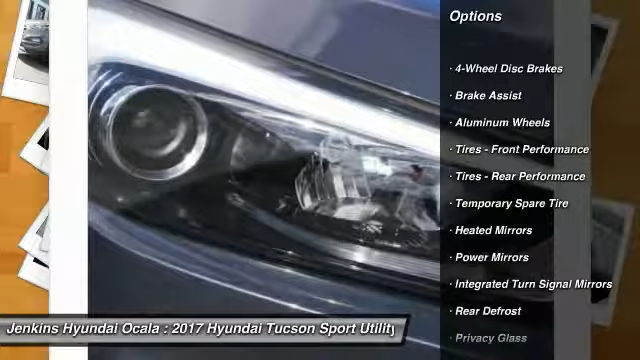 Options
· 4-Wheel Disc Brakes
· Brake Assist
· Aluminum Wheels
· Tires - Front Performance
· Tires - Rear Performance
· Temporary Spare Tire
· Heated Mirrors
· Power Mirrors
· Integrated Turn Signal Mirrors
· Rear Defrost
Jenkins Hyundai Ocala : 2017 Hyundai Tucson Sport Utility
· Privacy Glass